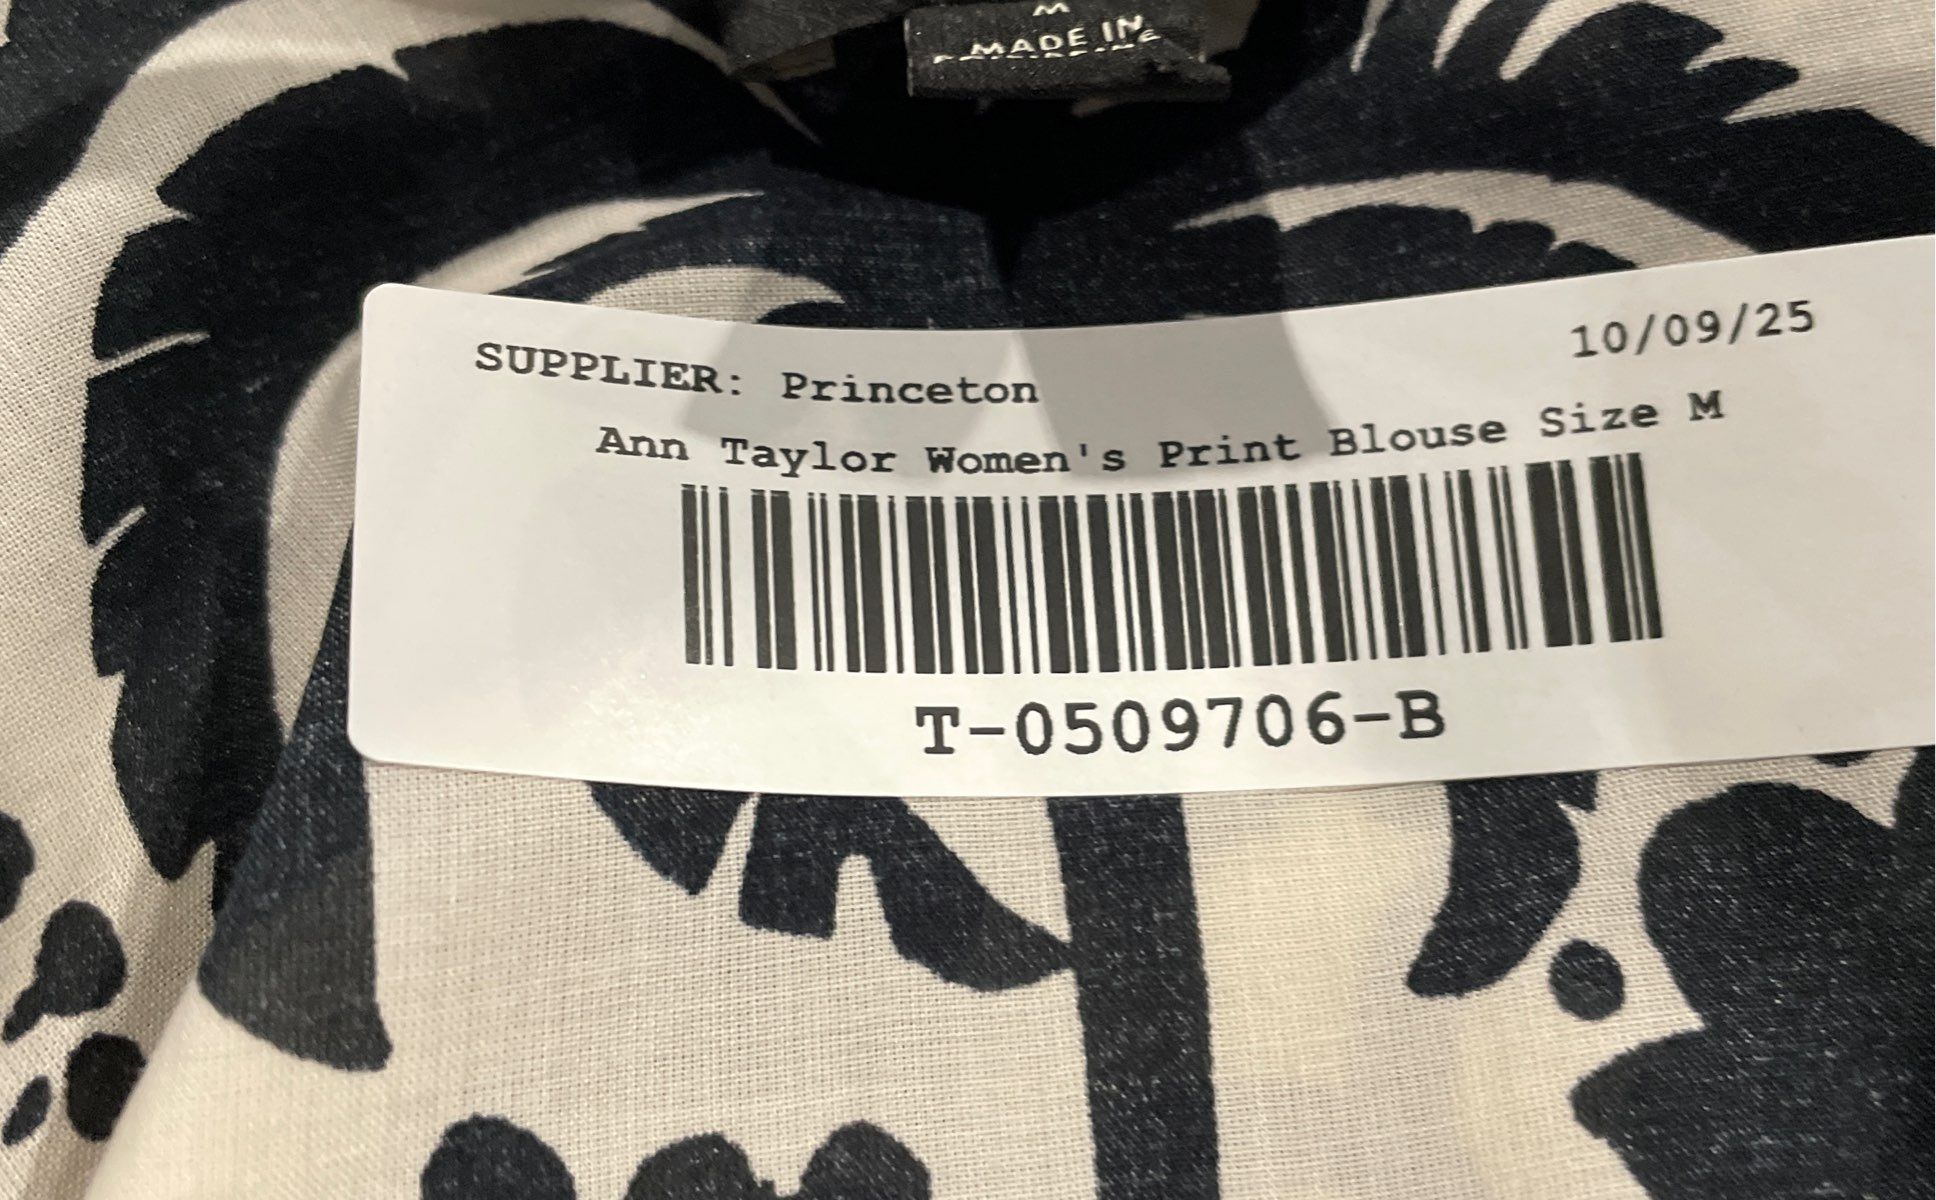 M
MADE IN
SUPPLIER: Princeton
10/09/25
Ann Taylor Women's Print Blouse Size M
T-0509706-B